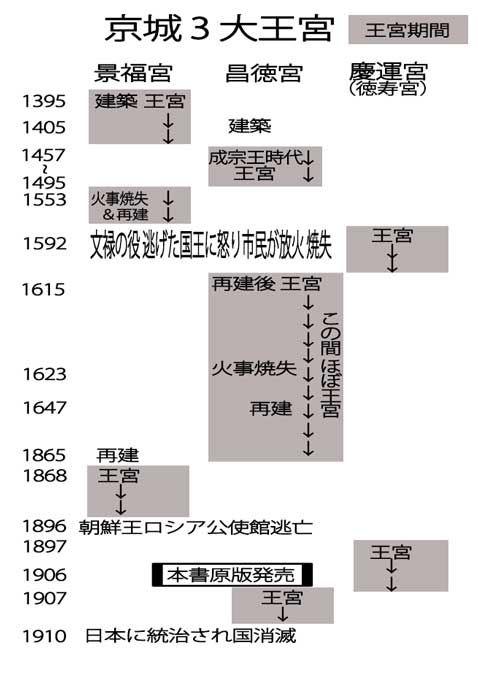 京城3大王宮 王宮期間
景福宮 昌徳宮 慶運宮
(徳寿宮)
1395 建築 王宮
↓
1405 ↓ 建築
1457 成宗王時代↓
~ 王宮 ↓
1495
1553 火事焼失 ↓
&再建 ↓
1592 文禄の役 逃げた国王に怒り市民が放火 焼失 王宮
↓
↓
1615 再建後 王宮
↓
↓ この間ほぼ王宮
↓
↓
1623 火事焼失 ↓
↓
1647 再建 ↓
↓
↓
1865 再建
1868 王宮
↓
↓
1896 朝鮮王ロシア公使館逃亡
1897 王宮
↓
1906 本書原版発売 ↓
1907 王宮
↓
1910 日本に統治され国消滅